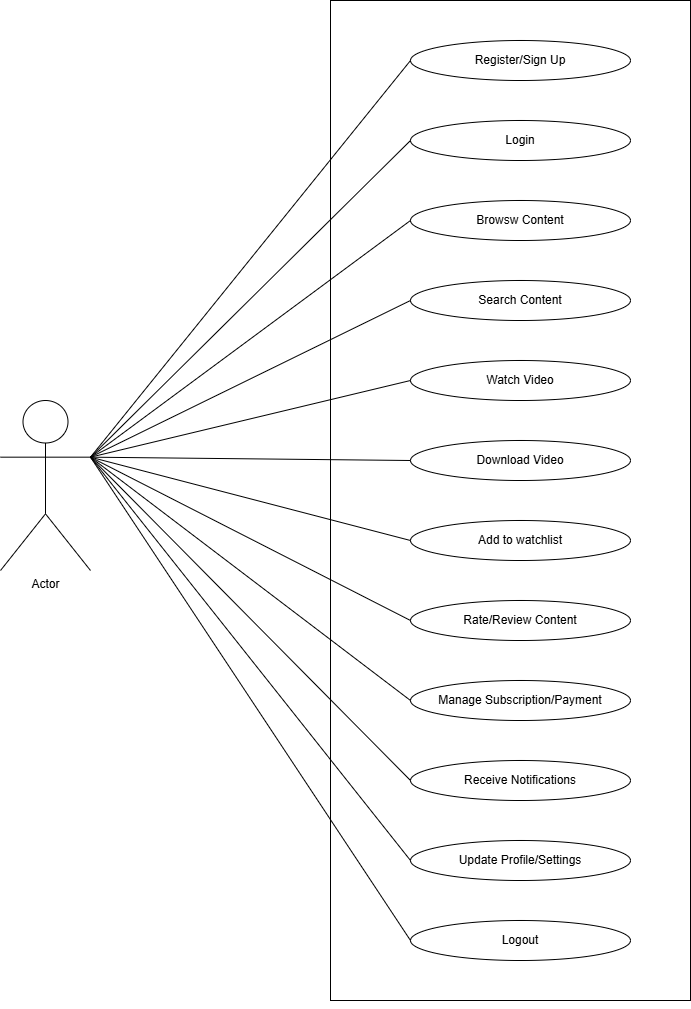 Register/Sign Up
Login
Browsw Content
Search Content
Watch Video
Download Video
Add to watchlist
Actor
Rate/Review Content
Manage Subscription/Payment
Receive Notifications
Update Profile/Settings
Logout